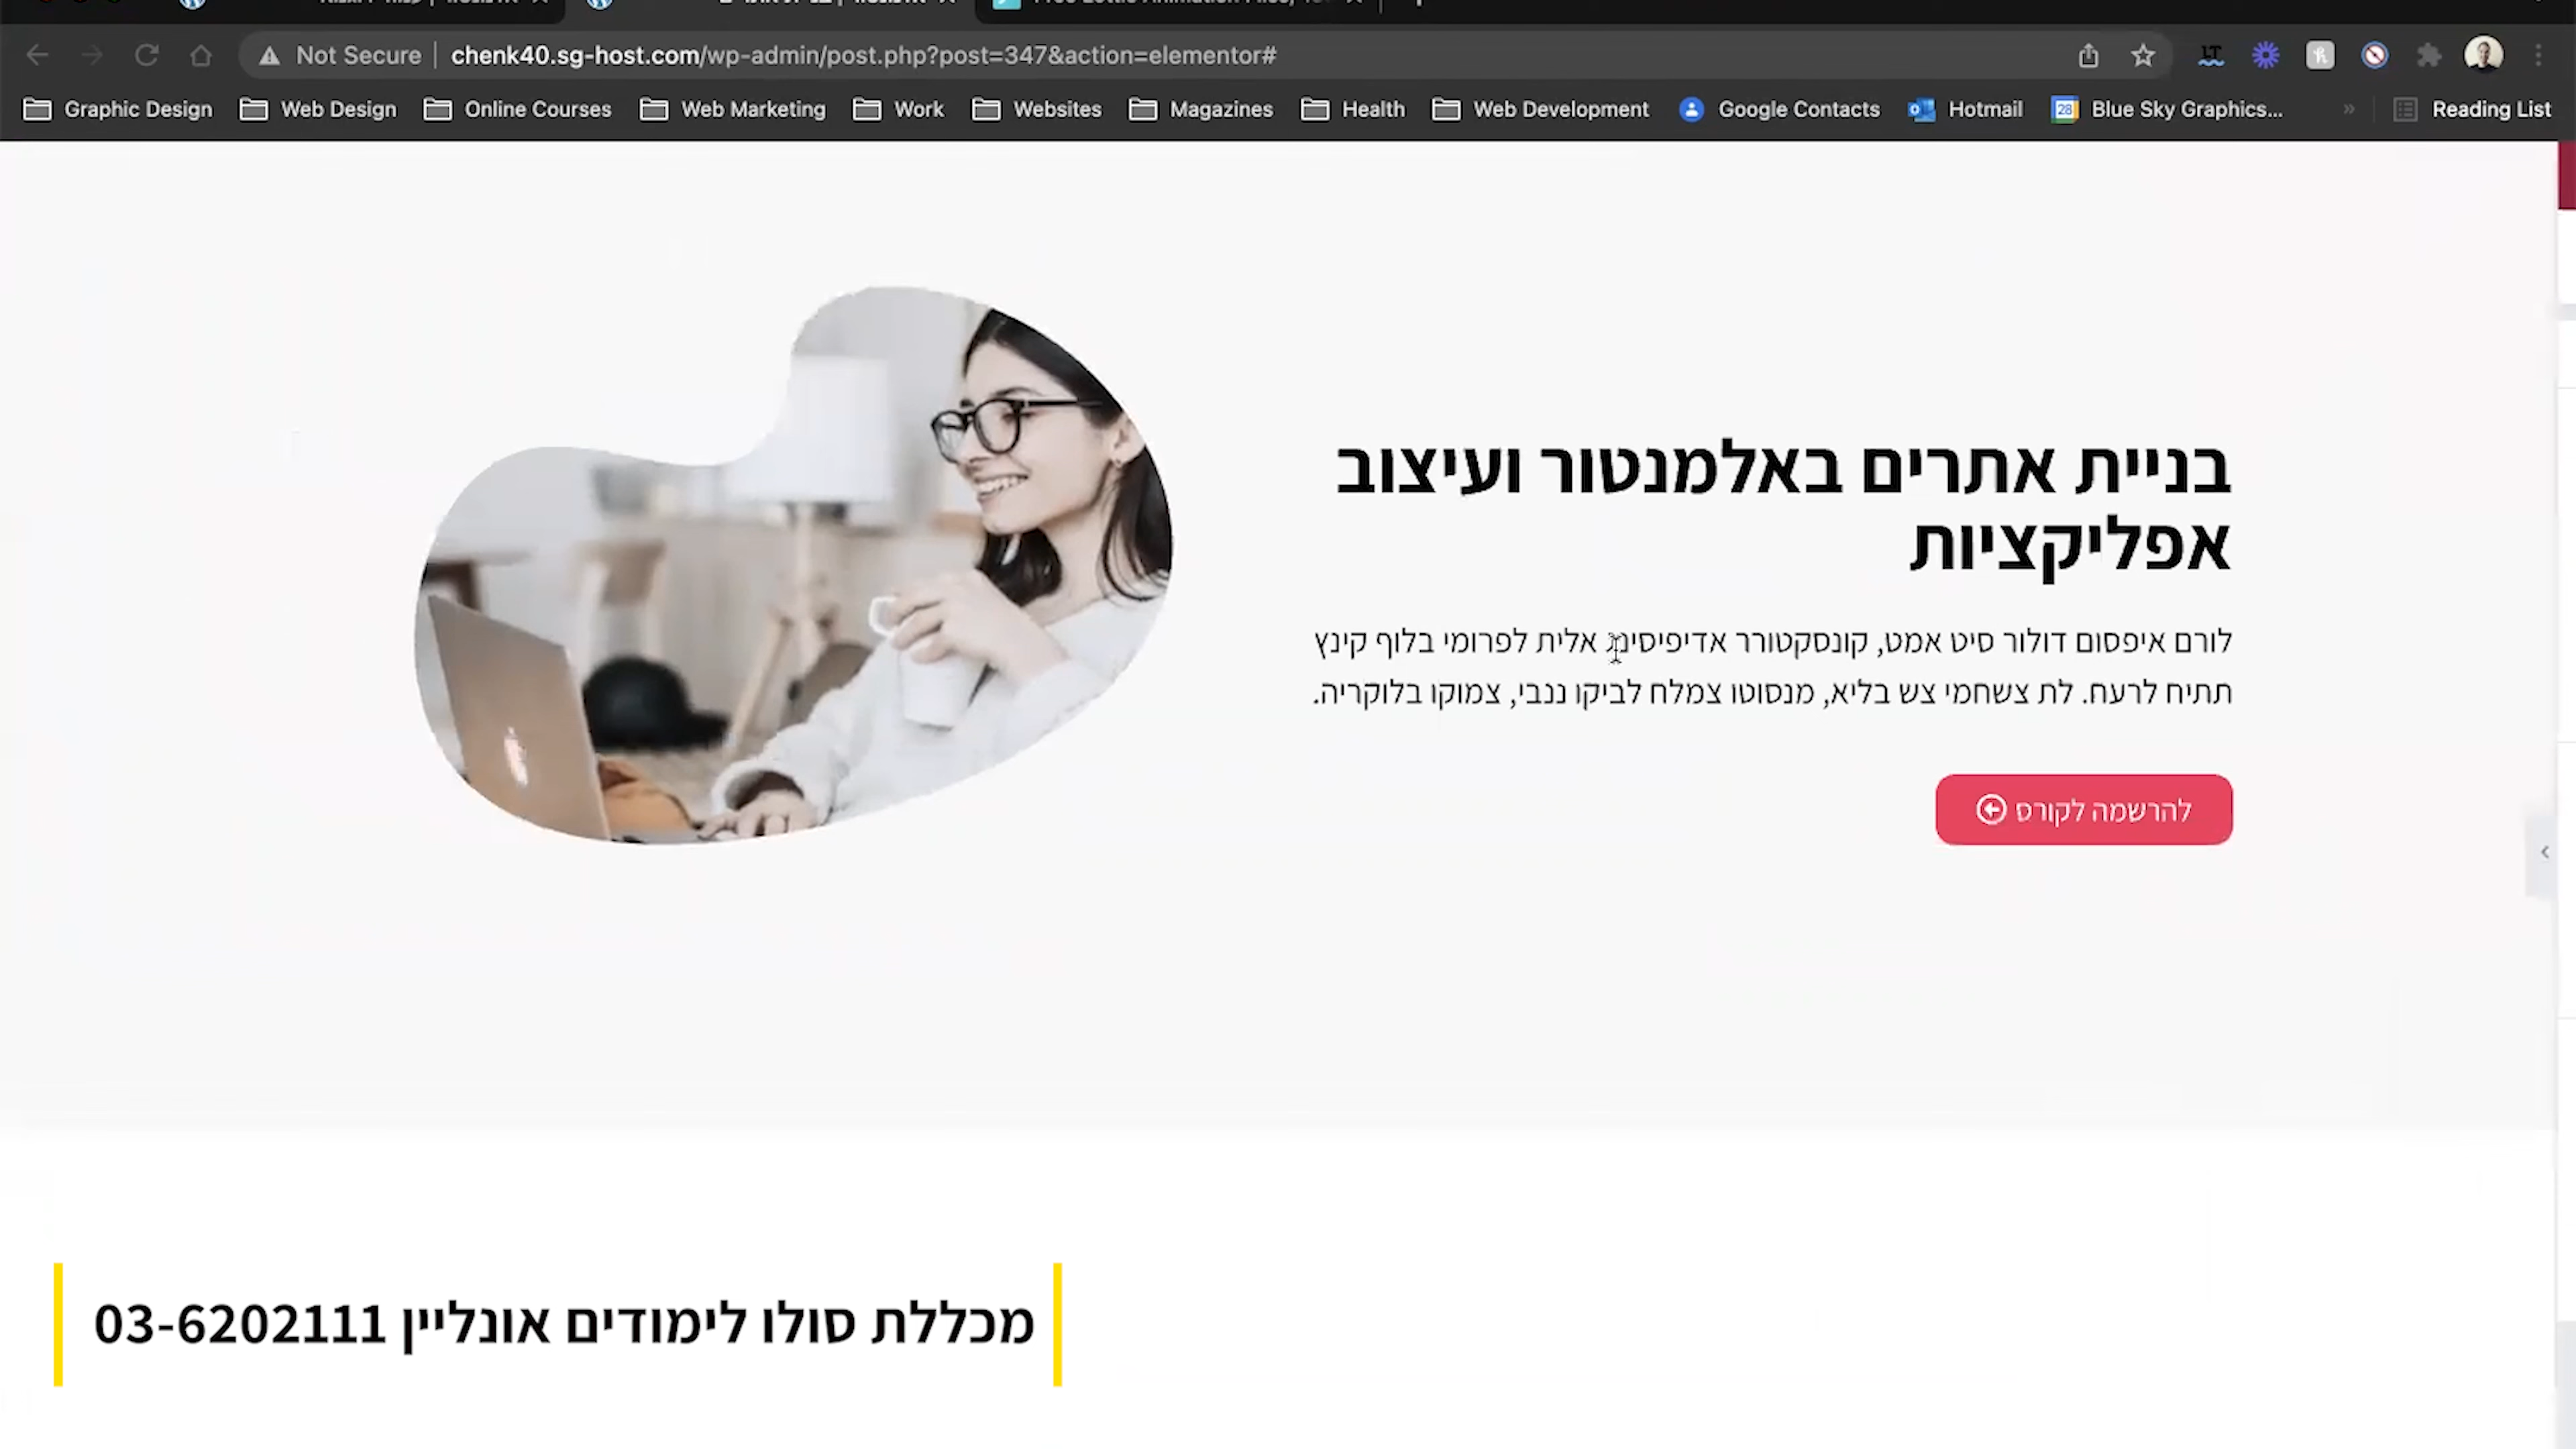 Not Secure | chenk40.sg-host.com/wp-admin/post.php?post=347&action=elementor#
Graphic Design Web Design Online Courses Web Marketing Work Websites Magazines Health Web Development Google Contacts Hotmail 28 Blue Sky Graphics... » Reading List
בניית אתרים באלמנטור ועיצוב
אפליקציות
לורם איפסום דולור סיט אמט, קונסקטורר אדיפיסינג אלית לפרומי בלוף קינץ
תתיח לרעח. לת צשחמי צש בליא, מנסוטו צמלח לביקו ננבי, צמוקו בלוקריה.
להרשמה לקורס
מכללת סולו לימודים אונליין 03-6202111